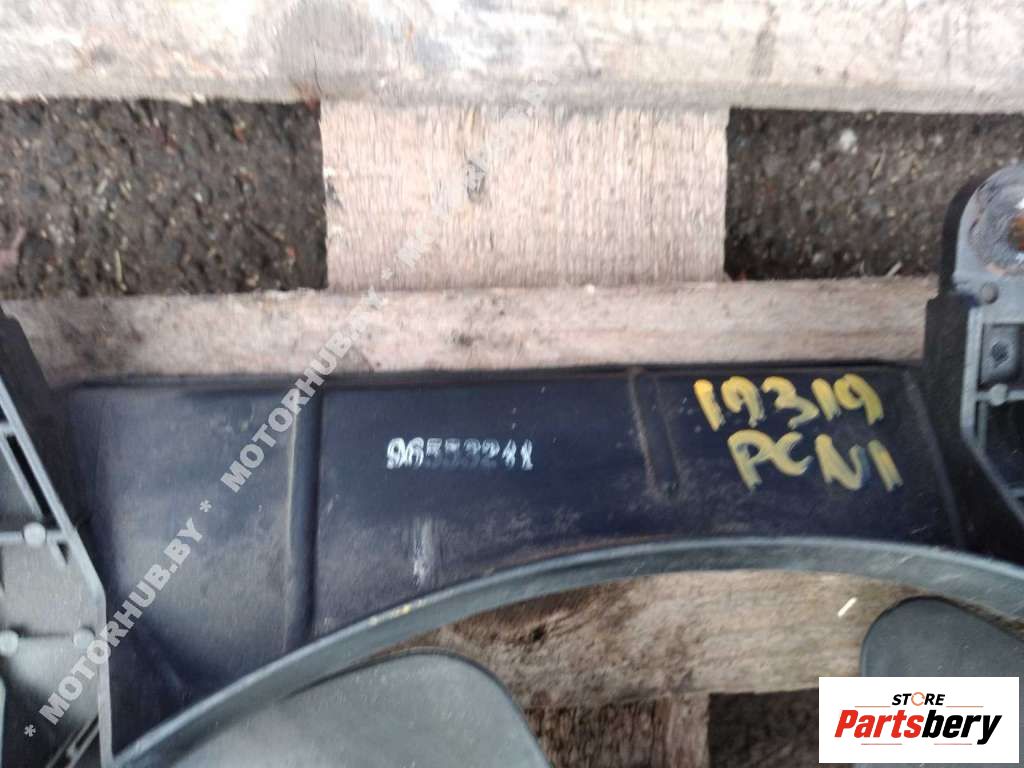 96553241
19319
PCN1
* MOTORHUB.BY * MOTORHUB.BY * MOTORHUB.BY
STORE
Partsbery